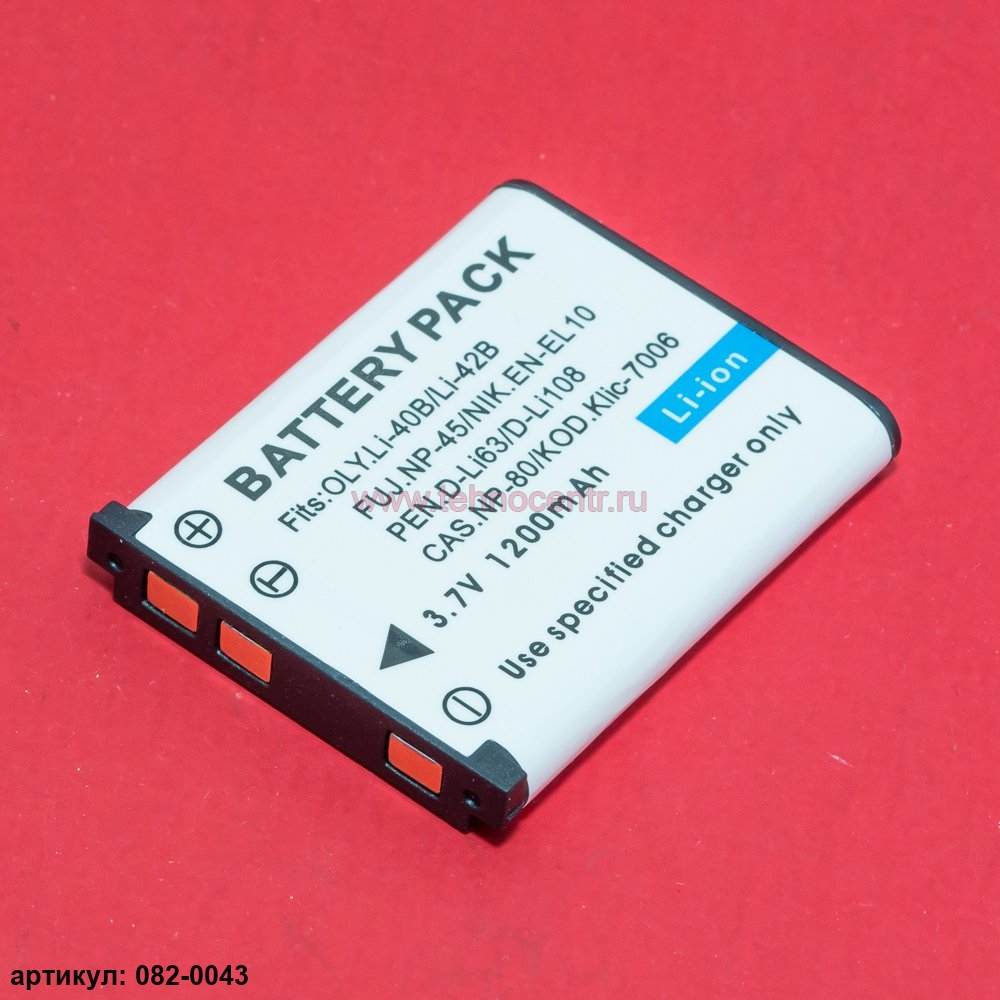 BATTERY PACK
Fits:OLY.Li-40B/Li-42B
FUJ.NP-45/NIK.EN-EL10
PEN.D-Li63/D-Li108
CAS.NP-80/KOD.Klic-7006
3.7V 1200mAh
Li-ion
Use specified charger only
+
T
-
www.tehnocentr.ru
артикул: 082-0043